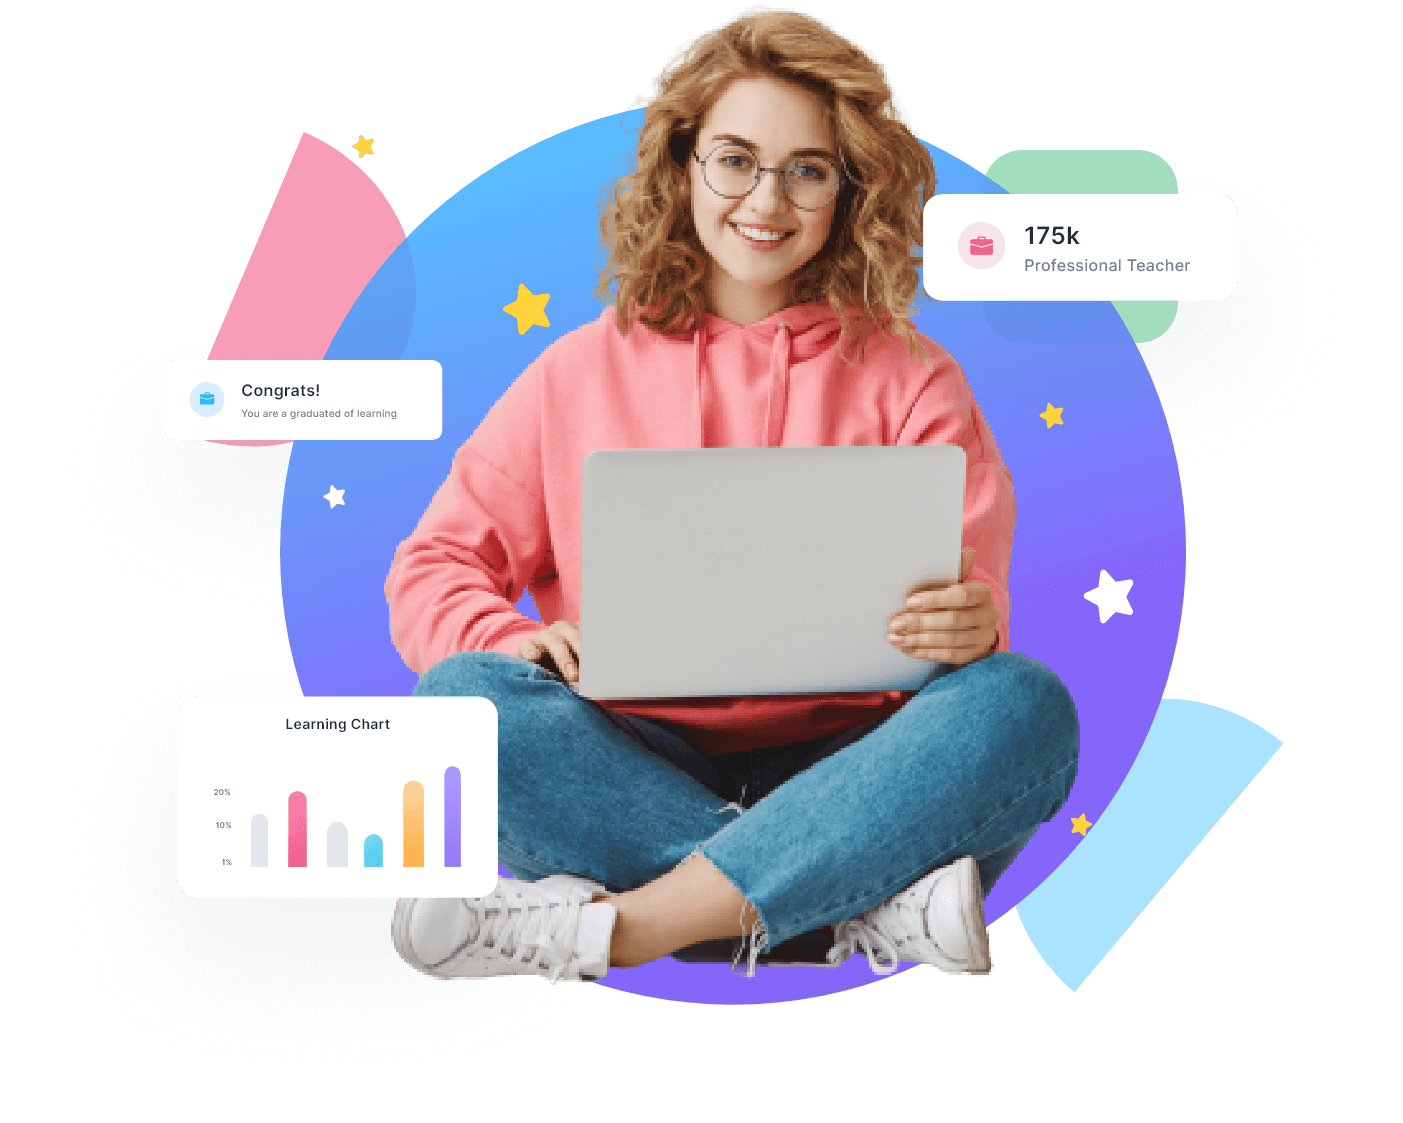 175k
Professional Teacher
Congrats!
You are a graduated of learning
Learning Chart
20%
10%
1%